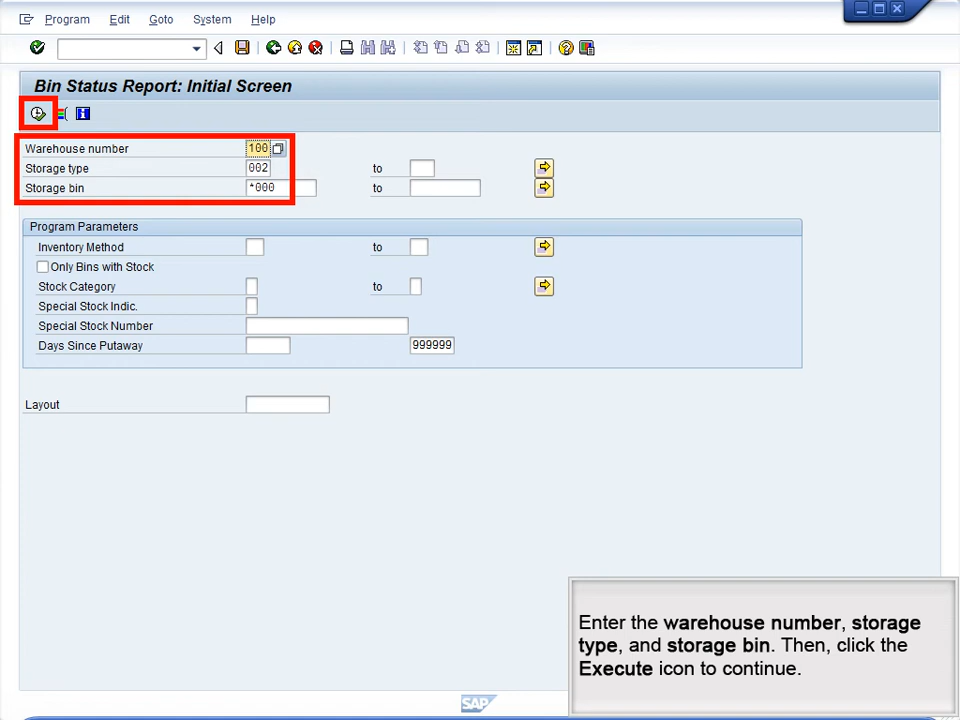 Program Edit Goto System Help
Bin Status Report: Initial Screen
Warehouse number 100
Storage type 002 to
Storage bin *000 to
Program Parameters
Inventory Method to
Only Bins with Stock
Stock Category to
Special Stock Indic.
Special Stock Number
Days Since Putaway 999999
Layout
Enter the warehouse number, storage
type, and storage bin. Then, click the
Execute icon to continue.
SAP